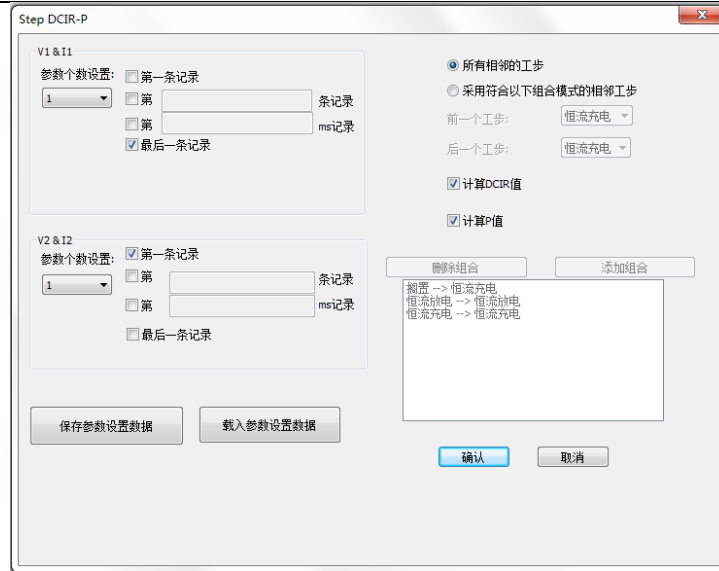 Step DCIR-P
V1 & I1
参数个数设置:
1
第一条记录
第
条记录
第
ms记录
最后一条记录
V2 & I2
参数个数设置:
1
第一条记录
第
条记录
第
ms记录
最后一条记录
保存参数设置数据
载入参数设置数据
所有相邻的工步
采用符合以下组合模式的相邻工步
前一个工步:
恒流充电
后一个工步:
恒流充电
计算DCIR值
计算P值
删除组合
添加组合
搁置 --> 恒流充电
恒流放电 --> 恒流放电
恒流充电 --> 恒流充电
确认
取消